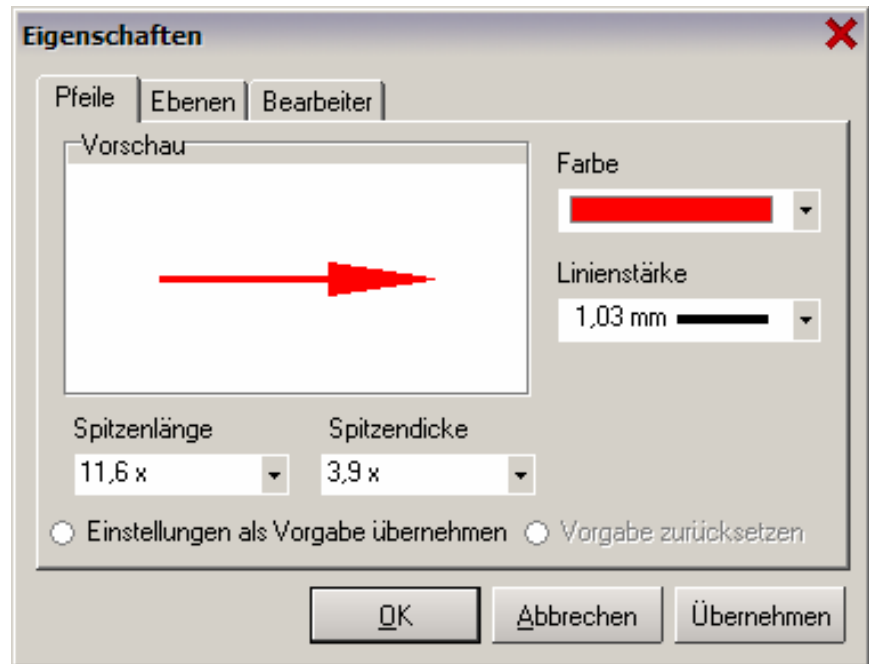 Eigenschaften
Pfeile Ebenen Bearbeiter
Vorschau
Farbe
Linienstärke
1,03 mm
Spitzenlänge Spitzendicke
11,6 x 3,9 x
Einstellungen als Vorgabe übernehmen Vorgabe zurücksetzen
OK Abbrechen Übernehmen